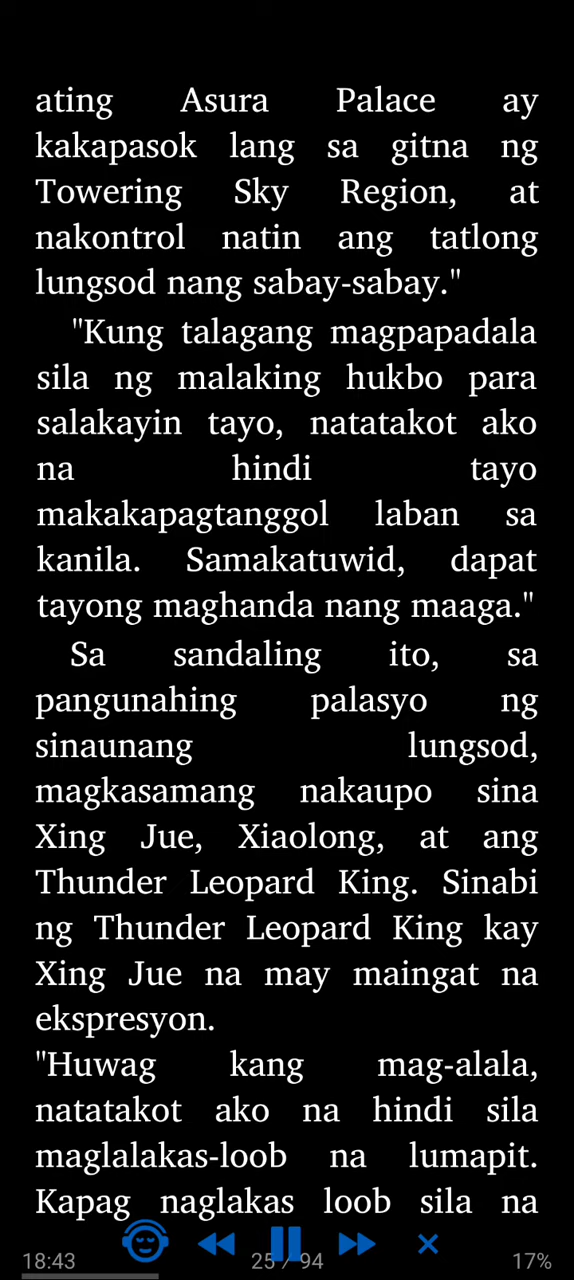 ating Asura Palace ay
kakapasok lang sa gitna ng
Towering Sky Region, at
nakontrol natin ang tatlong
lungsod nang sabay-sabay."
"Kung talagang magpapadala
sila ng malaking hukbo para
salakayin tayo, natatakot ako
na hindi tayo
makakapagtanggol laban sa
kanila. Samakatuwid, dapat
tayong maghanda nang maaga."
Sa sandaling ito, sa
pangunahing palasyo ng
sinaunang lungsod,
magkasamang nakaupo sina
Xing Jue, Xiaolong, at ang
Thunder Leopard King. Sinabi
ng Thunder Leopard King kay
Xing Jue na may maingat na
ekspresyon.
"Huwag kang mag-alala,
natatakot ako na hindi sila
maglalakas-loob na lumapit.
Kapag naglakas loob sila na
18:43 25 / 94 17%